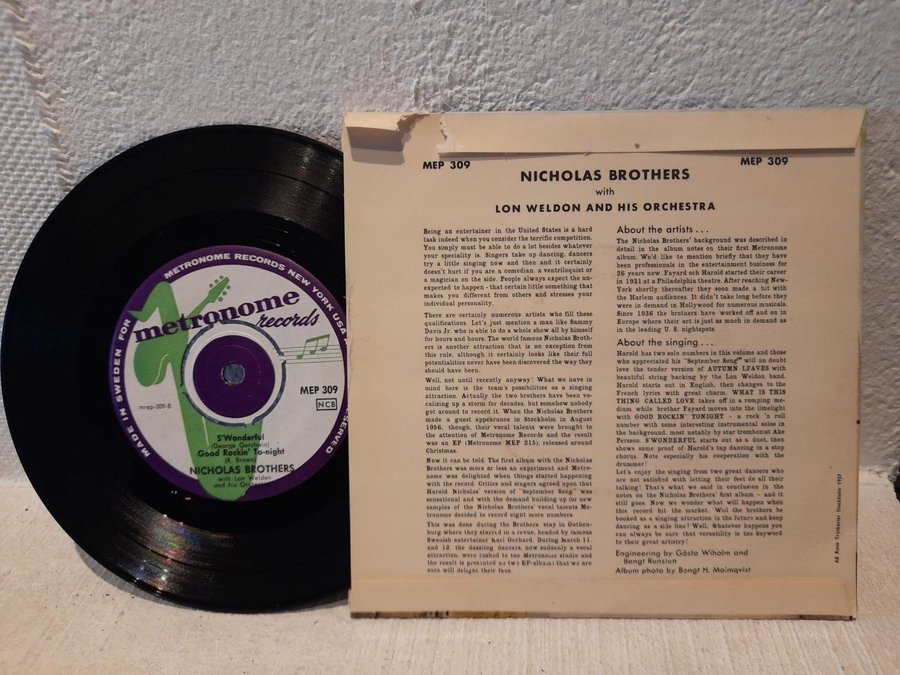 METRONOME RECORDS NEW YORK USA
MADE IN SWEDEN FOR
metronome
records
MEP 309
NCB
mrep-309-B
S'Wonderful
(George Gershwin)
Good Rockin' To-night
(R. Brown)
NICHOLAS BROTHERS
with Lon Welden
and his
MEP 309
MEP 309
NICHOLAS BROTHERS
with
LON WELDON AND HIS ORCHESTRA
Being an entertainer in the United States is a hard
task indeed when you consider the terrific competition.
You simply must be able to do a lot besides whatever
your speciality is. Singers take up dancing, dancers
try a little singing now and then and it certainly
doesn't hurt if you are a comedian, a ventriloquist or
a magician on the side. People always expect the un-
expected to happen - that certain little something that
makes you different from others and stresses your
individual personality.
There are certainly numerous artists who fill these
qualifications. Let's just mention a man like Sammy
Davis Jr. who is able to do a whole show all by himself
for hours and hours. The world famous Nicholas Broth-
ers is another attraction that is no exception from
this rule, although it certainly looks like their full
potentialities never have been discovered the way they
should have been.
Well, not until recently anyway! What we have in
mind here is the team's possibilities as a singing
attraction. Actually the two brothers have been vo-
calizing up a storm for decades, but somehow nobody
got around to record it. When the Nicholas Brothers
made a guest appearance in Stockholm in August
1956, though, their vocal talents were brought to
the attention of Metronome Records and the result
was an EP (Metronome MEP 215), released around
Christmas.
Now it can be told. The first album with the Nicholas
Brothers was more or less an experiment and Metro-
nome was delighted when things started happening
with the record. Critics and singers agreed upon that
Harold Nicholas' version of "September Song" was
sensational and with the demand building up for new
samples of the Nicholas Brothers' vocal talents Me-
tronome decided to record eight more numbers.
This was done during the Brothers' stay in Gothen-
burg where they starred in a revue, headed by famous
Swedish entertainer Karl Gerhard. During March 11,
and 12, the dazzling dancers, now suddenly a vocal
attraction, were rushed to the Metronome studio and
the result is presented on two EP-albums that we are
sure will delight their fans.
About the artists...
The Nicholas Brothers' background was described in
detail in the album notes on their first Metronome
album. We'd like to mention briefly that they have
been professionals in the entertainment business for
26 years now. Fayard och Harold started their career
in 1931 at a Philadelphia theatre. After reaching New-
York shortly thereafter they soon made a hit with
the Harlem audiences. It didn't take long before they
were in demand in Hollywood for numerous musicals.
Since 1936 the brothers have worked off and on in
Europe where their art is just as much in demand as
in the leading U. S. nightspots.
About the singing...
Harold has two solo numbers in this volume and those
who appreciated his "September Song" will no doubt
love the tender version of AUTUMN LEAVES with
beautiful string backing by the Lon Weldon band.
Harold starts out in English, then changes to the
French lyrics with great charm. WHAT IS THIS
THING CALLED LOVE takes off in a romping me-
dium while brother Fayard moves into the limelight
with GOOD ROCKIN' TONIGHT - a rock 'n roll
number with some interesting instrumental solos in
the background, most notably by star trombonist Ake
Persson. S'WONDERFUL starts out as a duet, then
shows some proof of Harold's tap dancing in a stop
chorus. Note especially his cooperation with the
drummer!
Let's enjoy the singing from two great dancers who
are not satisfied with letting their feet do all their
talking! That's what we said in conclusion in the
notes on the Nicholas Brothers' first album - and it
still goes. Now we wonder what will happen when
this record hit the market. Will the brothers be
booked as a singing attraction in the future and keep
dancing as a side line? Well, whatever happens you
can always be sure that versatility is the keyword
to their great artistry!
Engineering by Gösta Wiholm and
Bengt Runsten
Album photo by Bengt H. Malmqvist
AB Knox Tryckerier Stockholm 1957